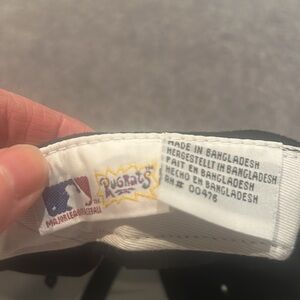 MAJOR LEAGUE BASEBALL
RUGRATS
MADE IN BANGLADESH
HERGESTELLT IN BANGLADESH
FAIT EN BANGLADESH
HECHO EN BANGLADESH
RN# 00476